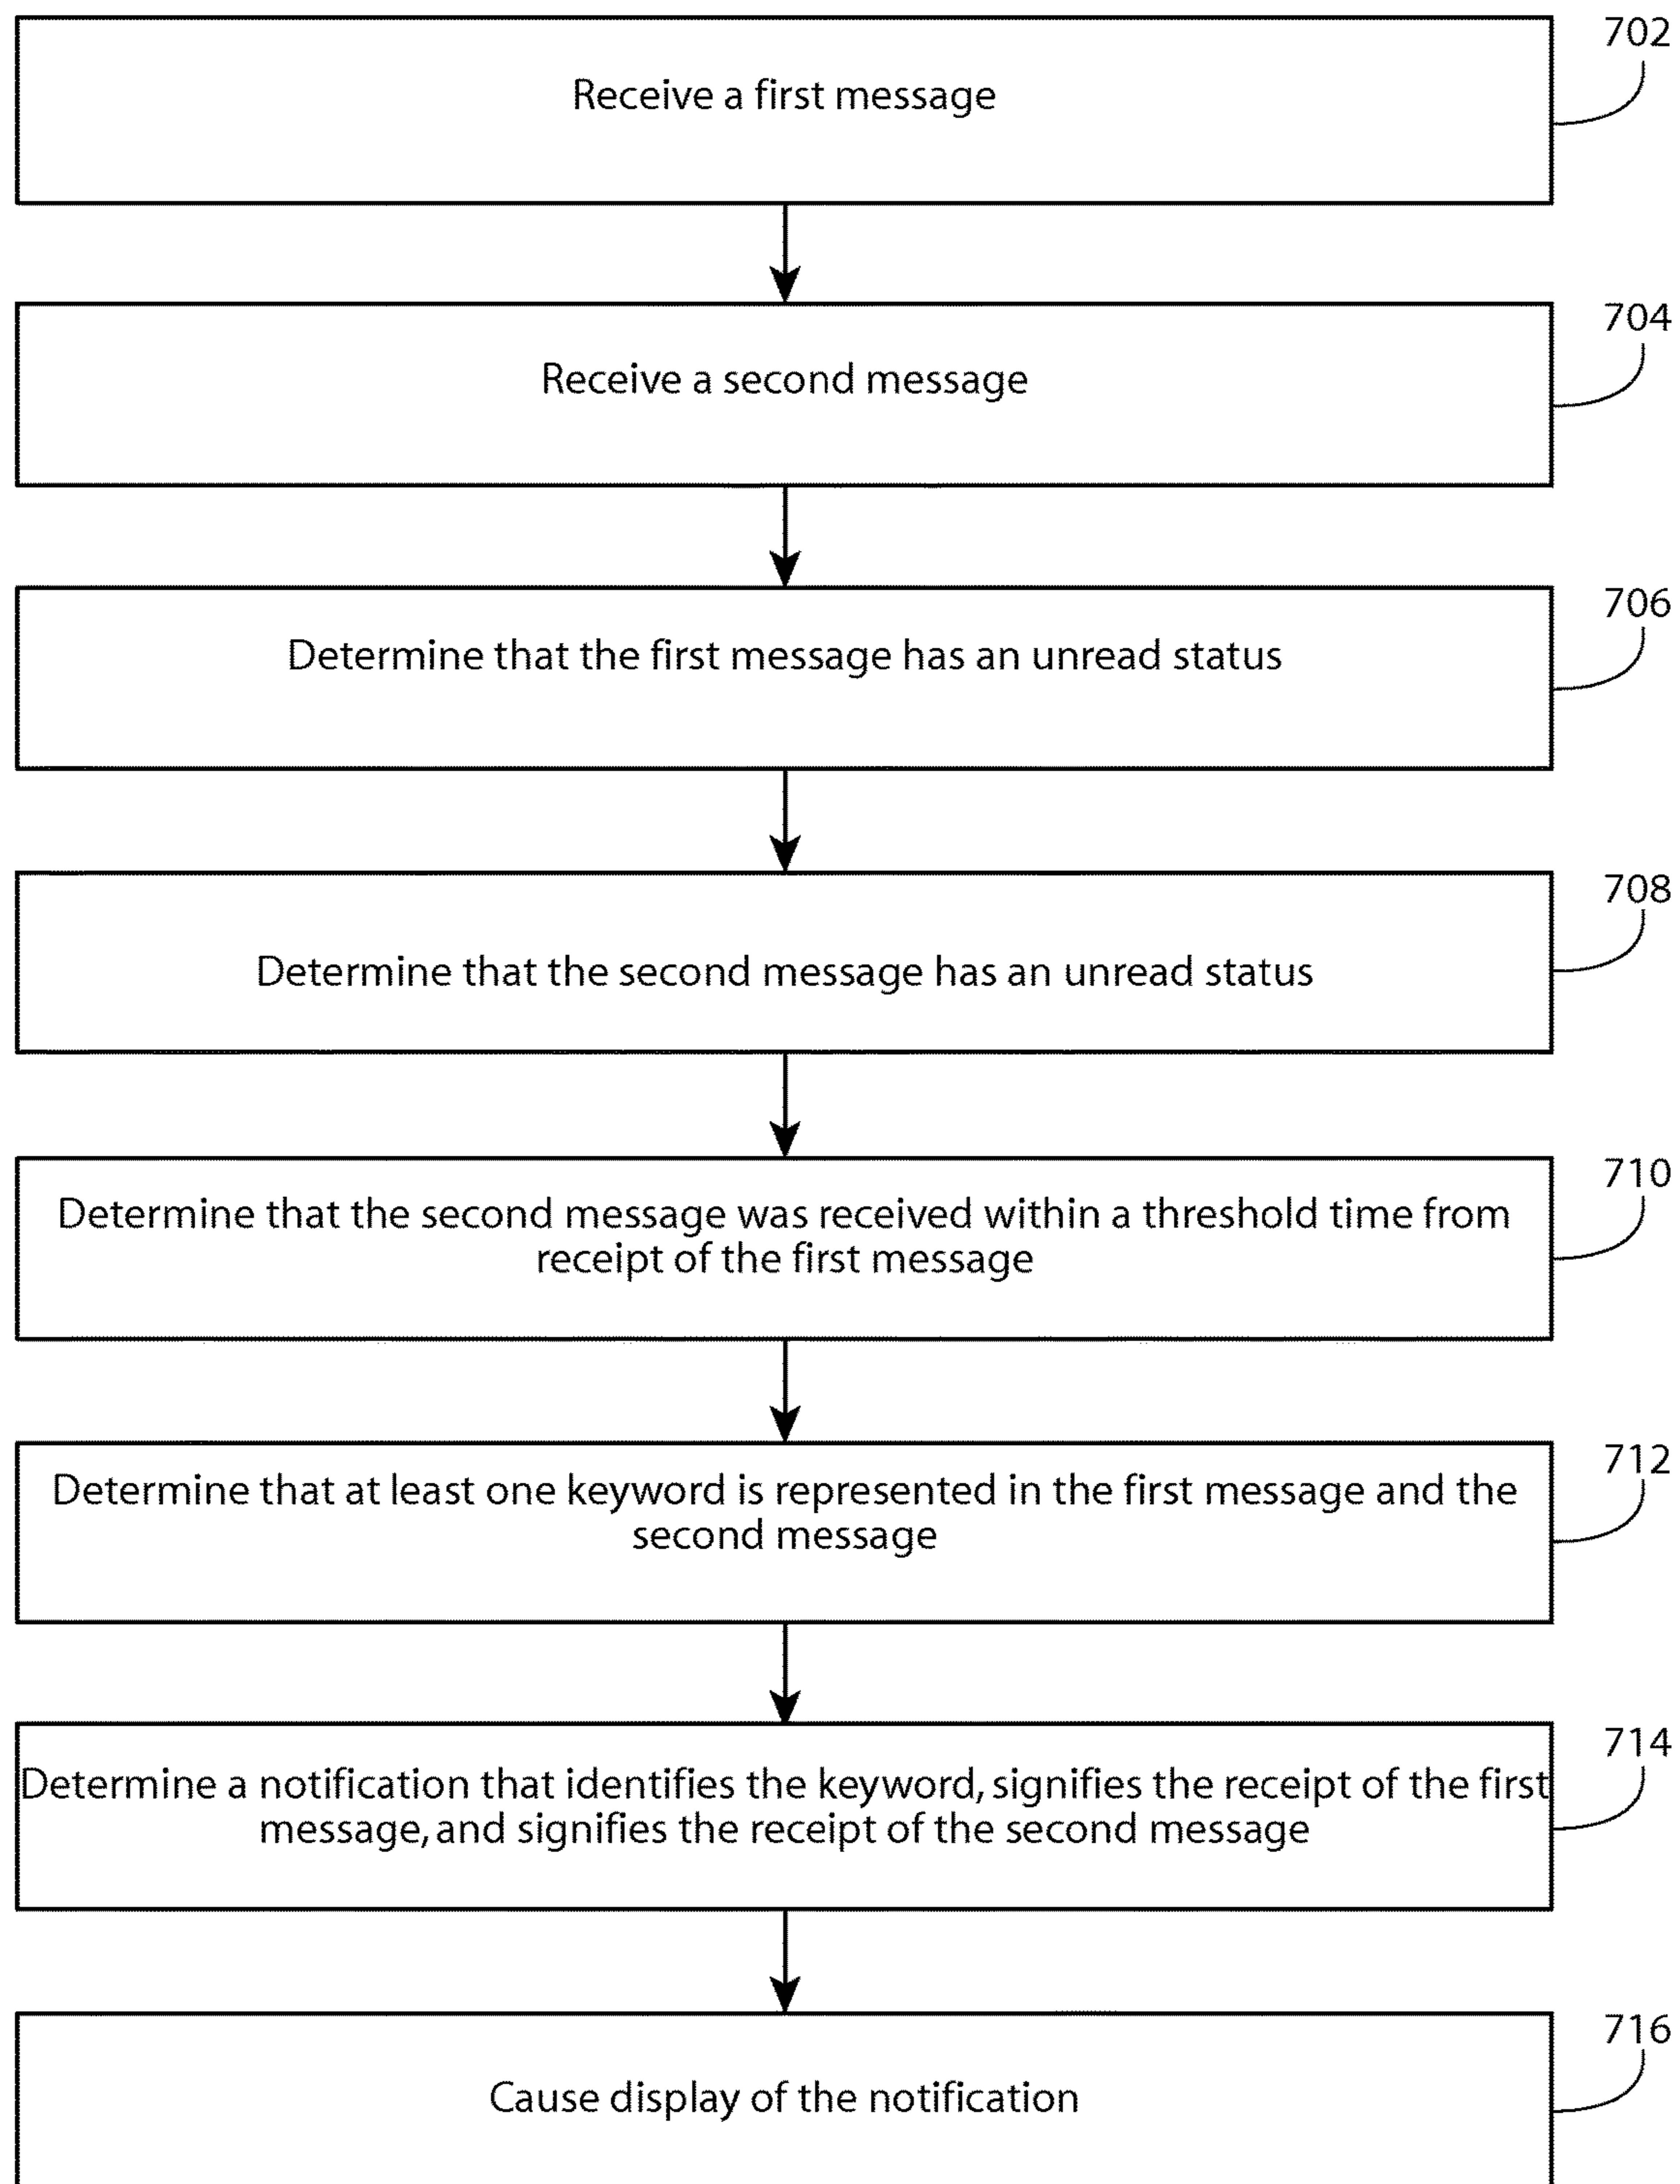 702
Receive a first message
704
Receive a second message
706
Determine that the first message has an unread status
708
Determine that the second message has an unread status
710
Determine that the second message was received within a threshold time from
receipt of the first message
712
Determine that at least one keyword is represented in the first message and the
second message
714
Determine a notification that identifies the keyword, signifies the receipt of the first
message, and signifies the receipt of the second message
716
Cause display of the notification